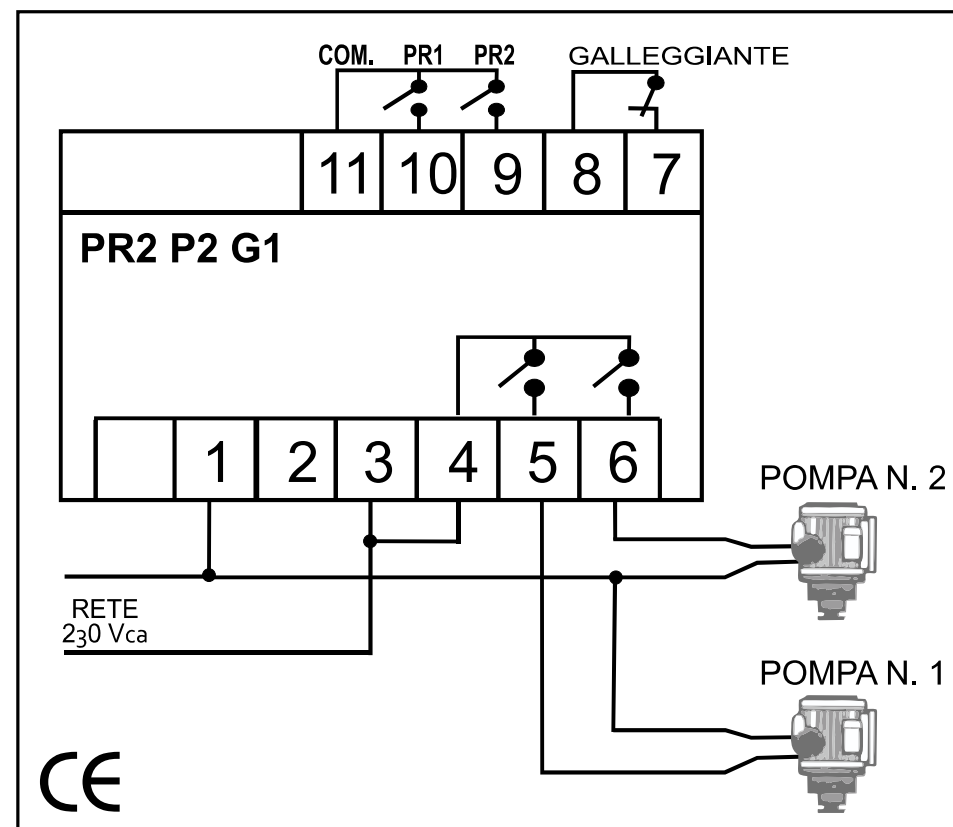 COM. PR1 PR2 GALLEGGIANTE
11 10 9 8 7
PR2 P2 G1
1 2 3 4 5 6
POMPA N. 2
RETE
230 Vca
POMPA N. 1
CE